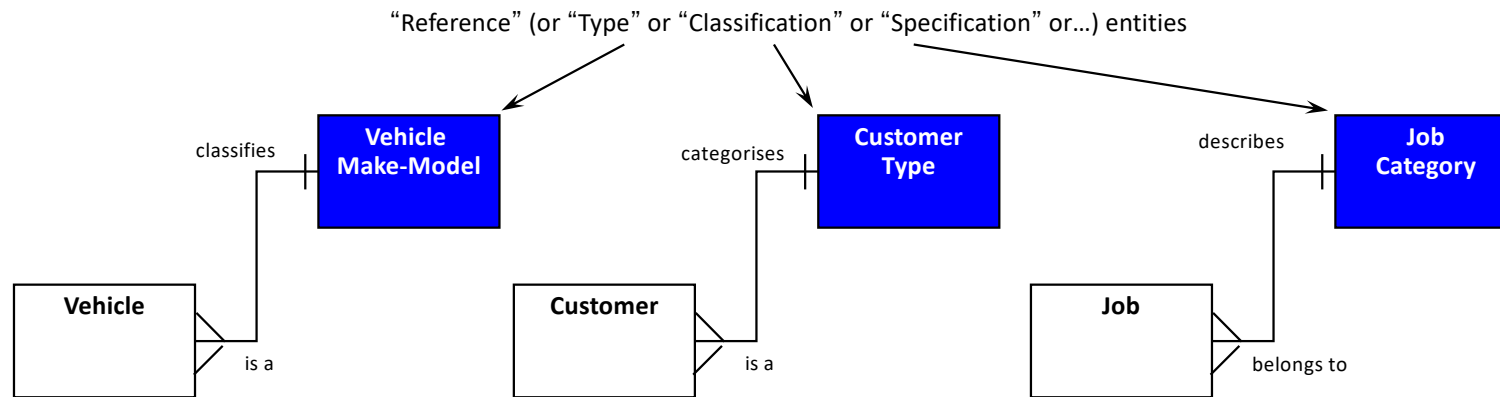 “Reference” (or “Type” or “Classification” or “Specification” or…) entities
classifies
Vehicle
Make-Model
categorises
Customer
Type
describes
Job
Category
Vehicle
is a
Customer
is a
Job
belongs to